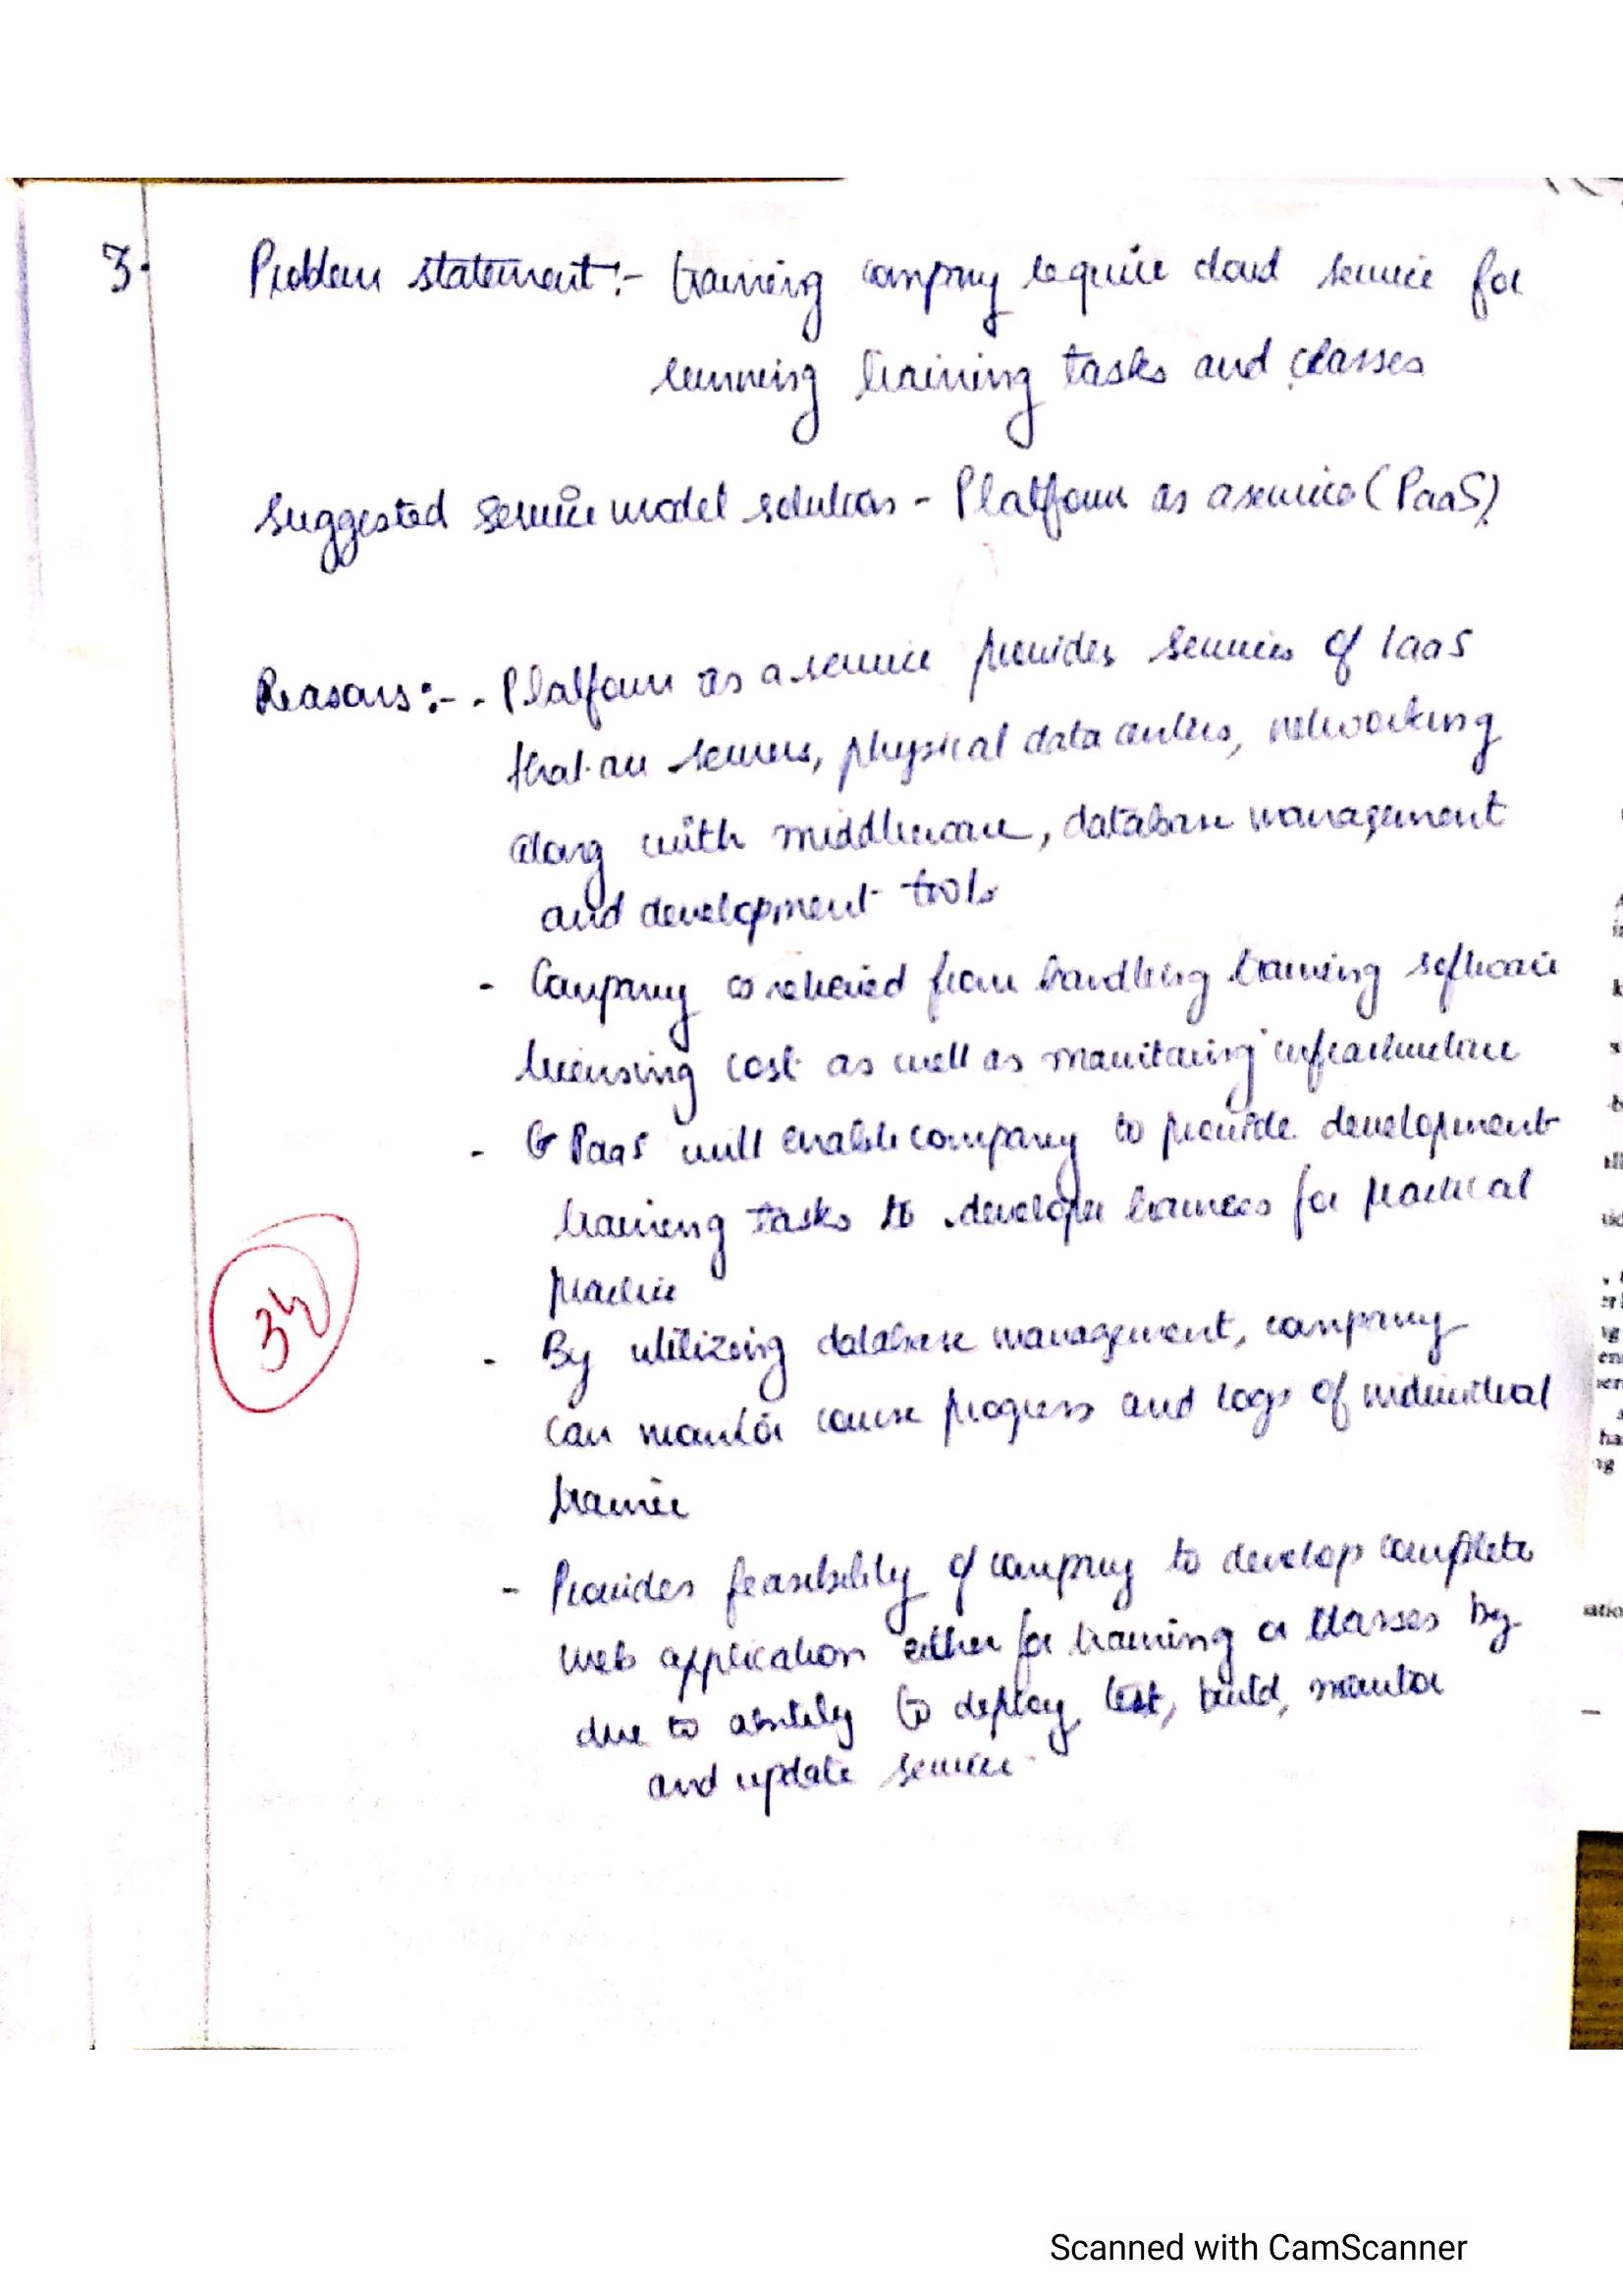 3.
Problem statement:- training company require cloud service for
running training tasks and classes
Suggested service model solution - Platform as a service (PaaS)
Reasons:- - Platform as a service provides services of IaaS
that are servers, physical data centers, networking
along with middleware, database management
and development tools
- Company is relieved from handling training software
licensing cost as well as monitoring infrastructure
- PaaS will enable company to provide development
training tasks to developer trainees for practical
practice
- By utilizing database management, company
can monitor course progress and logs of individual
trainee
- Provides feasibility of company to develop complete
web application either for training or classes by
due to ability to deploy, test, build, monitor
and update service.
Scanned with CamScanner